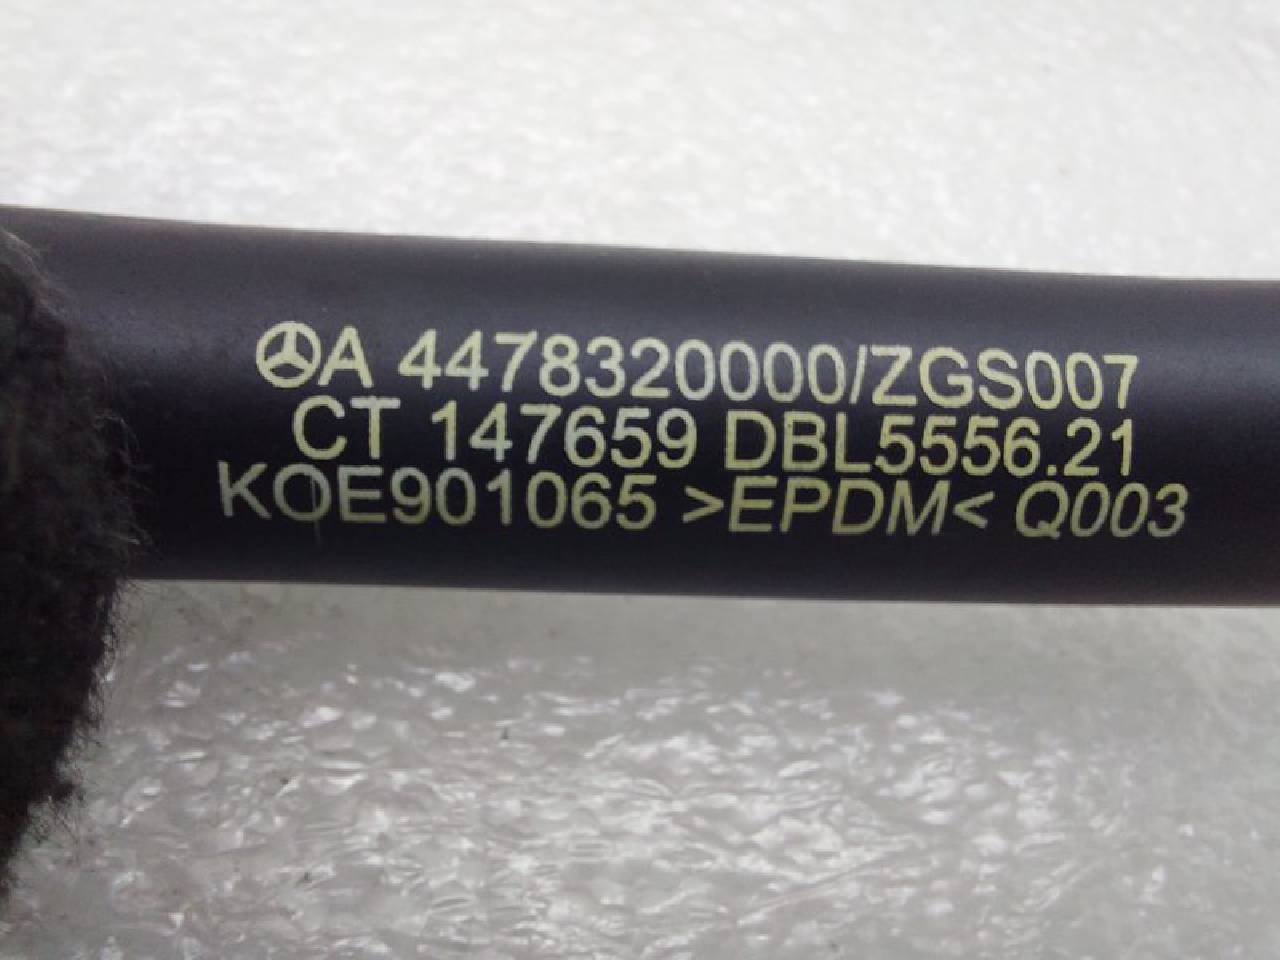 A 4478320000/ZGS007
CT 147659 DBL5556.21
KOE901065 >EPDM< Q003